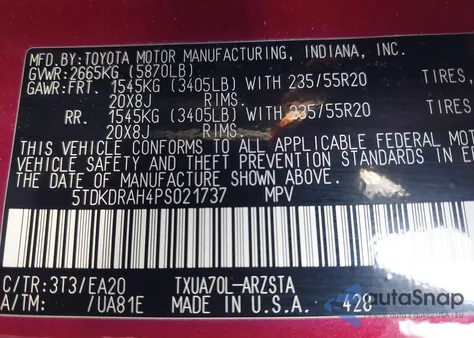 MFD.BY: TOYOTA MOTOR MANUFACTURING, INDIANA, INC.
GVWR: 2665KG (5870LB)
GAWR:FRT. 1545KG (3405LB) WITH 235/55R20 TIRES,
20X8J RIMS.
RR. 1545KG (3405LB) WITH 235/55R20 TIRES,
20X8J RIMS.
THIS VEHICLE CONFORMS TO ALL APPLICABLE FEDERAL MOT
VEHICLE SAFETY AND THEFT PREVENTION STANDARDS IN E
THE DATE OF MANUFACTURE SHOWN ABOVE.
5TDKDRAH4PS021737 MPV
C/TR: 3T3/EA20 TXUA70L-ARZSTA
A/TM: /UA81E MADE IN U.S.A. 420
autoSnap